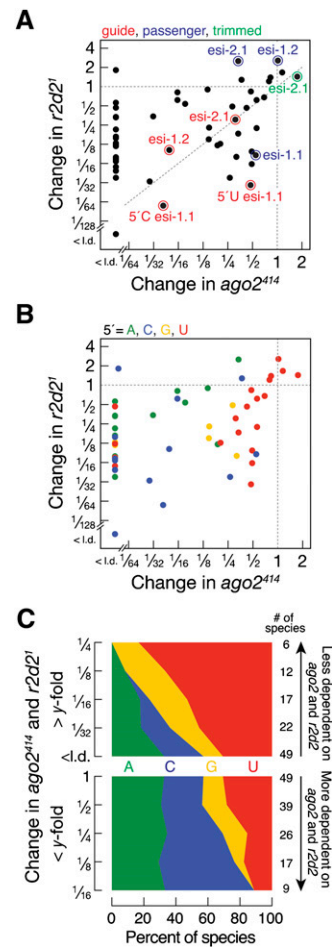 A
guide, passenger, trimmed
esi-2.1
esi-1.2
esi-2.1
esi-2.1
esi-1.2
esi-1.1
5´C esi-1.1
5´U esi-1.1
Change in r2d2¹
4
2
1
½
¼
⅛
1/16
1/32
1/64
1/128
< l.d.
< l.d. 1/64 1/32 1/16 1/8 1/4 1/2 1 2
Change in ago2⁴¹⁴
B
5´= A, C, G, U
Change in r2d2¹
4
2
1
½
¼
⅛
1/16
1/32
1/64
1/128
< l.d.
< l.d. 1/64 1/32 1/16 1/8 1/4 1/2 1 2
Change in ago2⁴¹⁴
C
# of species
Change in ago2⁴¹⁴ and r2d2¹
> y-fold
1/4 6
1/8 12
1/16 17
1/32 22
<l.d. 49
A C G U
< y-fold
1 49
1/2 39
1/4 26
1/8 17
1/16 9
Less dependent on ago2 and r2d2
More dependent on ago2 and r2d2
0 20 40 60 80 100
Percent of species